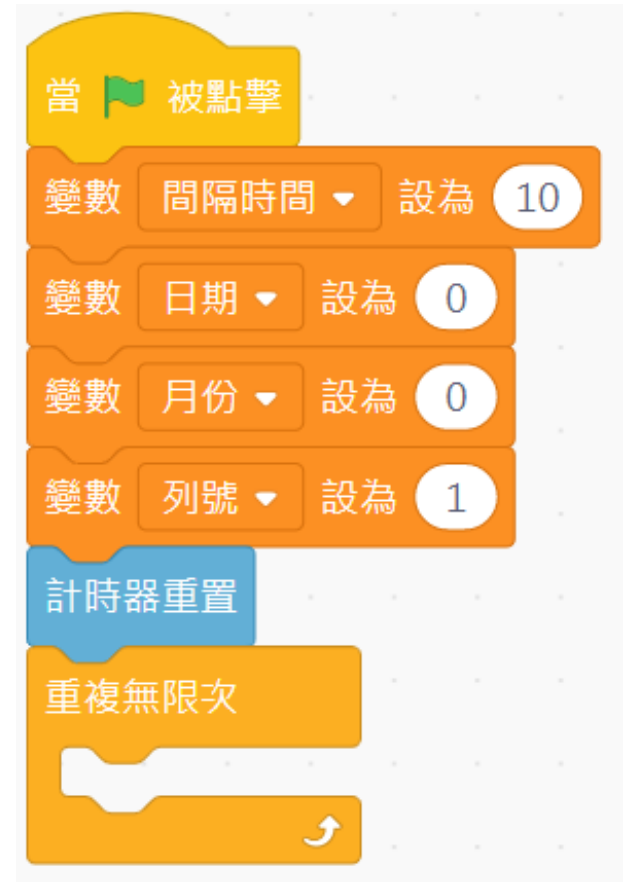 當 被點擊
變數 間隔時間 設為 10
變數 日期 設為 0
變數 月份 設為 0
變數 列號 設為 1
計時器重置
重複無限次